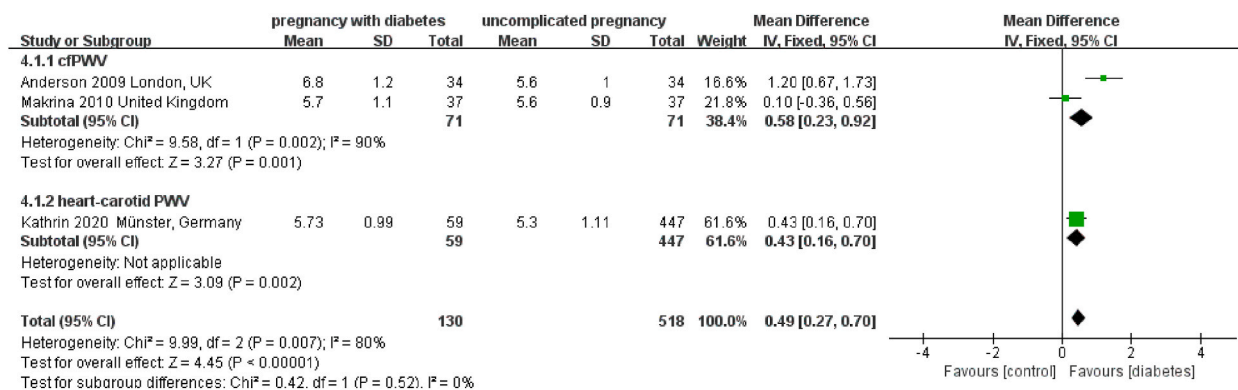 pregnancy with diabetes uncomplicated pregnancy Mean Difference Mean Difference
Study or Subgroup Mean SD Total Mean SD Total Weight IV, Fixed, 95% CI IV, Fixed, 95% CI
4.1.1 cfPWV
Anderson 2009 London, UK 6.8 1.2 34 5.6 1 34 16.6% 1.20 [0.67, 1.73]
Makrina 2010 United Kingdom 5.7 1.1 37 5.6 0.9 37 21.8% 0.10 [-0.36, 0.56]
Subtotal (95% CI) 71 71 38.4% 0.58 [0.23, 0.92]
Heterogeneity: Chi² = 9.58, df = 1 (P = 0.002); I² = 90%
Test for overall effect: Z = 3.27 (P = 0.001)
4.1.2 heart-carotid PWV
Kathrin 2020 Münster, Germany 5.73 0.99 59 5.3 1.11 447 61.6% 0.43 [0.16, 0.70]
Subtotal (95% CI) 59 447 61.6% 0.43 [0.16, 0.70]
Heterogeneity: Not applicable
Test for overall effect: Z = 3.09 (P = 0.002)
Total (95% CI) 130 518 100.0% 0.49 [0.27, 0.70]
Heterogeneity: Chi² = 9.99, df = 2 (P = 0.007); I² = 80%
Test for overall effect: Z = 4.45 (P < 0.00001)
Test for subgroup differences: Chi² = 0.42, df = 1 (P = 0.52), I² = 0%
-4 -2 0 2 4
Favours [control] Favours [diabetes]